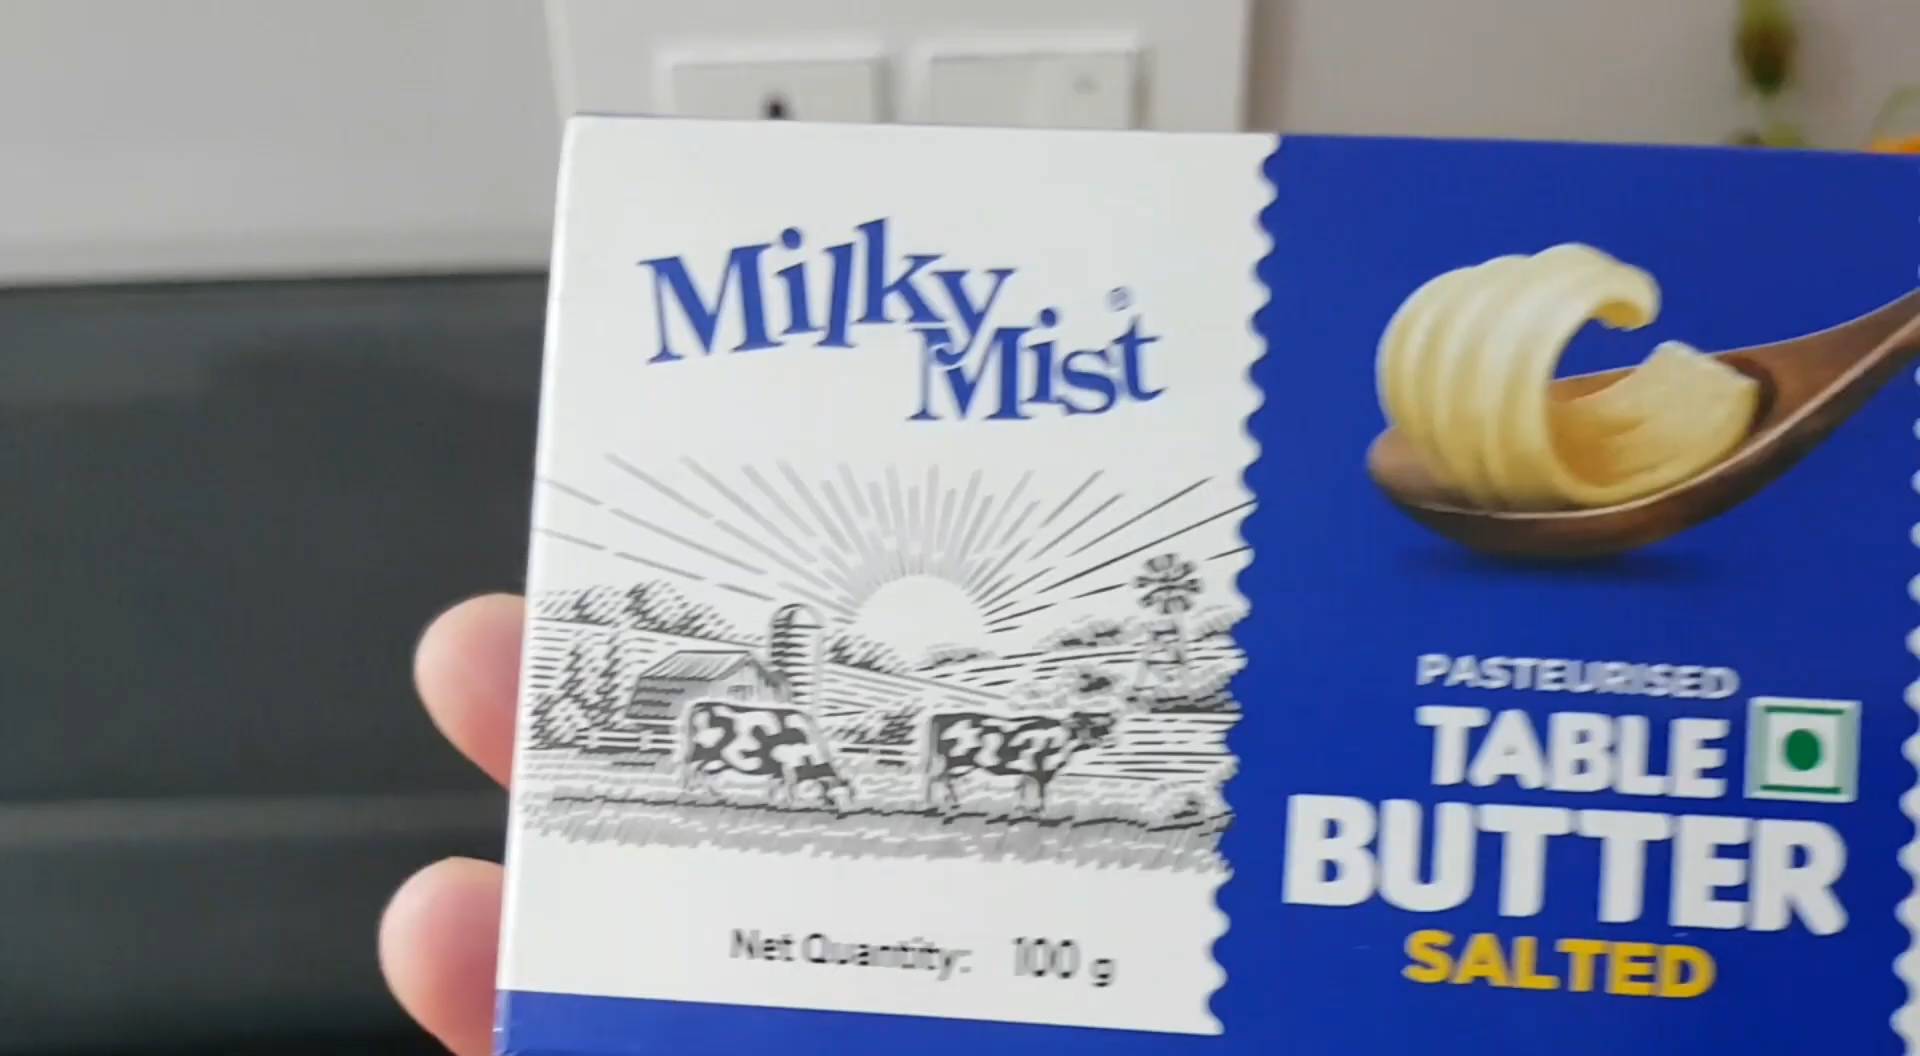 Milky
Mist®
Net Quantity: 100 g
PASTEURISED
TABLE
BUTTER
SALTED